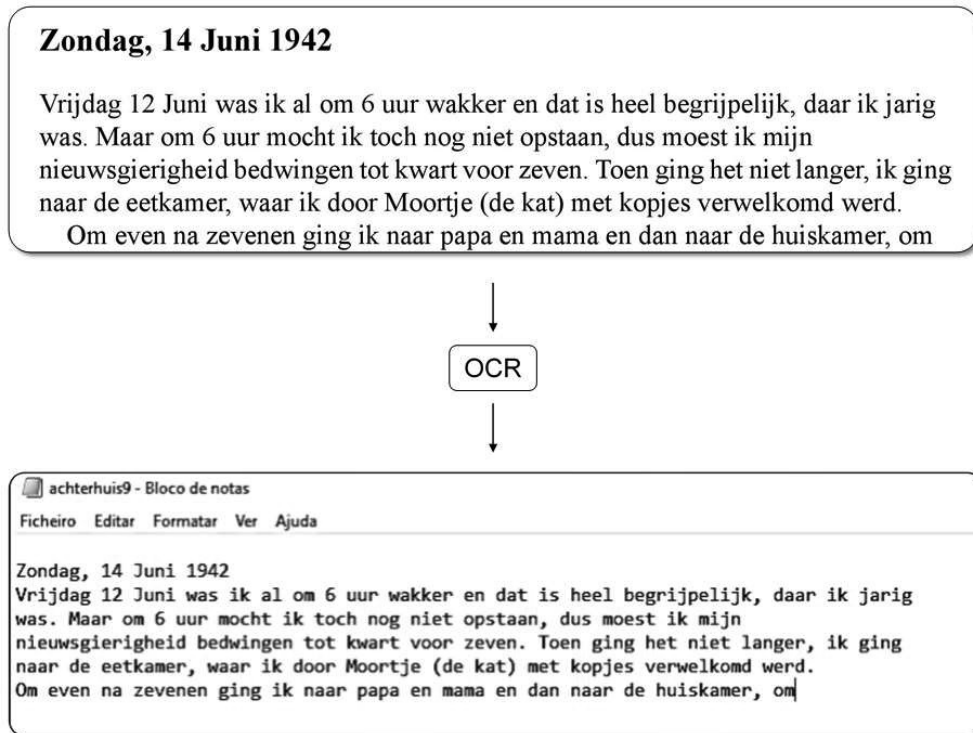 Zondag, 14 Juni 1942
Vrijdag 12 Juni was ik al om 6 uur wakker en dat is heel begrijpelijk, daar ik jarig
was. Maar om 6 uur mocht ik toch nog niet opstaan, dus moest ik mijn
nieuwsgierigheid bedwingen tot kwart voor zeven. Toen ging het niet langer, ik ging
naar de eetkamer, waar ik door Moortje (de kat) met kopjes verwelkomd werd.
Om even na zevenen ging ik naar papa en mama en dan naar de huiskamer, om
OCR
achterhuis9 - Bloco de notas
Ficheiro Editar Formatar Ver Ajuda
Zondag, 14 Juni 1942
Vrijdag 12 Juni was ik al om 6 uur wakker en dat is heel begrijpelijk, daar ik jarig
was. Maar om 6 uur mocht ik toch nog niet opstaan, dus moest ik mijn
nieuwsgierigheid bedwingen tot kwart voor zeven. Toen ging het niet langer, ik ging
naar de eetkamer, waar ik door Moortje (de kat) met kopjes verwelkomd werd.
Om even na zevenen ging ik naar papa en mama en dan naar de huiskamer, om